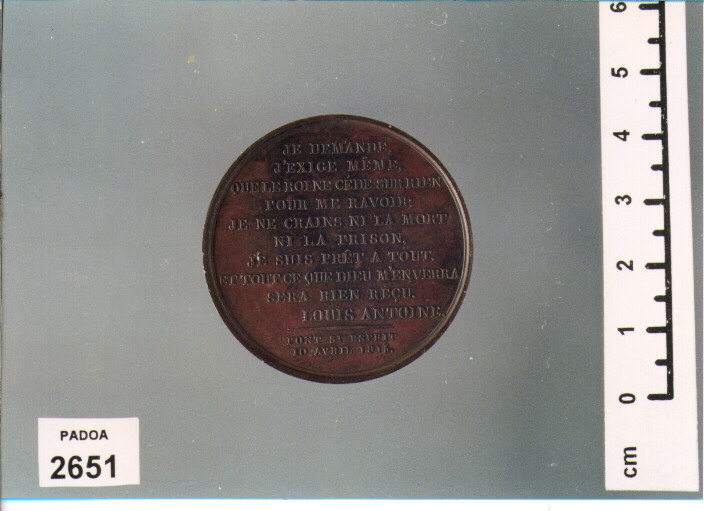 JE DEMANDE,
J'EXIGE MÊME,
QUE LE ROI NE CÈDE SUR RIEN
POUR ME RAVOIR:
JE NE CRAINS NI LA MORT
NI LA PRISON,
JE SUIS PRÊT A TOUT,
ET TOUT CE QUE DIEU M'ENVERRA
SERA BIEN RÉÇU.
LOUIS ANTOINE.
PONT St ESPRIT
10 AVRIL 1815.
PADOA
2651
6
5
4
3
2
1
0
cm